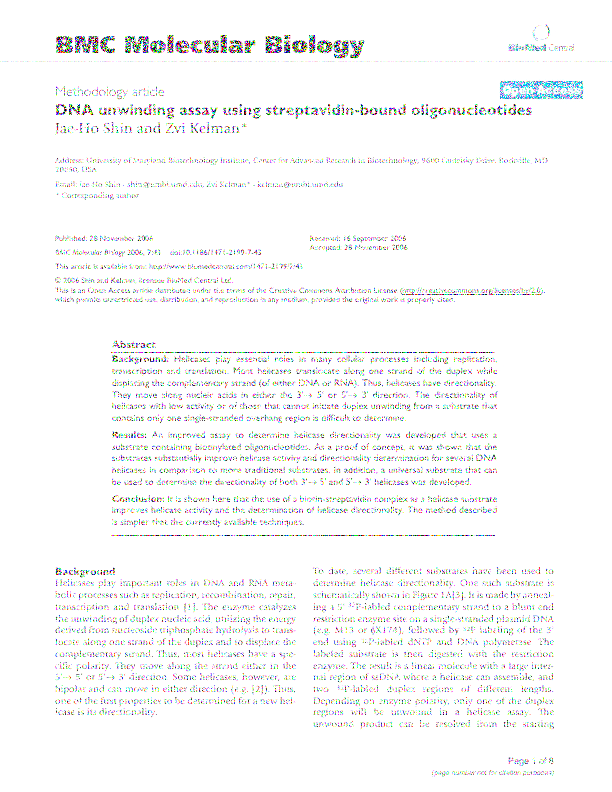 BMC Molecular Biology
BioMed Central
Methodology article
Open Access
DNA unwinding assay using streptavidin-bound oligonucleotides
Jae-Ho Shin and Zvi Kelman*
Address: University of Maryland Biotechnology Institute, Center for Advanced Research in Biotechnology, 9600 Gudelsky Drive, Rockville, MD
20850, USA
Email: Jae-Ho Shin - ; Zvi Kelman* -
* Corresponding author
Published: 28 November 2006
Received: 18 September 2006
Accepted: 28 November 2006
BMC Molecular Biology 2006, 7:43 doi:10.1186/1471-2199-7-43
This article is available from: http://www.biomedcentral.com/1471-2199/7/43
© 2006 Shin and Kelman; licensee BioMed Central Ltd.
This is an Open Access article distributed under the terms of the Creative Commons Attribution License (http://creativecommons.org/licenses/by/2.0),
which permits unrestricted use, distribution, and reproduction in any medium, provided the original work is properly cited.
Abstract
Background: Helicases play essential roles in many cellular processes including replication,
transcription and translation. Most helicases translocate along one strand of the duplex while
displacing the complementary strand (of either DNA or RNA). Thus, helicases have directionality.
They move along nucleic acids in either the 3'→ 5' or 5'→ 3' direction. The directionality of
helicases with low activity or of those that cannot initiate duplex unwinding from a substrate that
contains only one single-stranded overhang region is difficult to determine.
Results: An improved assay to determine helicase directionality was developed that uses a
substrate containing biotinylated oligonucleotides. As a proof of concept, it was shown that the
substrates substantially improve helicase activity and directionality determination for several DNA
helicases in comparison to more traditional substrates. In addition, a universal substrate that can
be used to determine the directionality of both 3'→ 5' and 5'→ 3' helicases was developed.
Conclusion: It is shown here that the use of a biotin-streptavidin complex as a helicase substrate
improves helicase activity and the determination of helicase directionality. The method described
is simpler that the currently available techniques.
Background
Helicases play important roles in DNA and RNA meta-
bolic processes such as replication, recombination, repair,
transcription and translation [1]. The enzyme catalyzes
the unwinding of duplex nucleic acid, utilizing the energy
derived from nucleoside triphosphate hydrolysis to trans-
locate along one strand of the duplex and to displace the
complementary strand. Thus, most helicases have a spe-
cific polarity. They move along the strand either in the
3'→ 5' or 5'→ 3' direction. Some helicases, however, are
bipolar and can move in either direction (e.g. [2]). Thus,
one of the first properties to be determined for a new hel-
icase is its directionality.
To date, several different substrates have been used to
determine helicase directionality. One such substrate is
schematically shown in Figure 1A[3]. It is made by anneal-
ing a 5' 32P-labled complementary strand to a blunt end
restriction enzyme site on a single-stranded plasmid DNA
(e.g. M13 or ϕX174), followed by 32P labeling of the 3'
end using 32P-labled dNTP and DNA polymerase. The
labeled substrate is then digested with the restriction
enzyme. The result is a linear molecule with a large inter-
nal region of ssDNA, where a helicase can assemble, and
two 32P-labled duplex regions of different lengths.
Depending on enzyme polarity, only one of the duplex
regions will be unwound in a helicase assay. The
unwound product can be resolved from the starting
Page 1 of 8
(page number not for citation purposes)